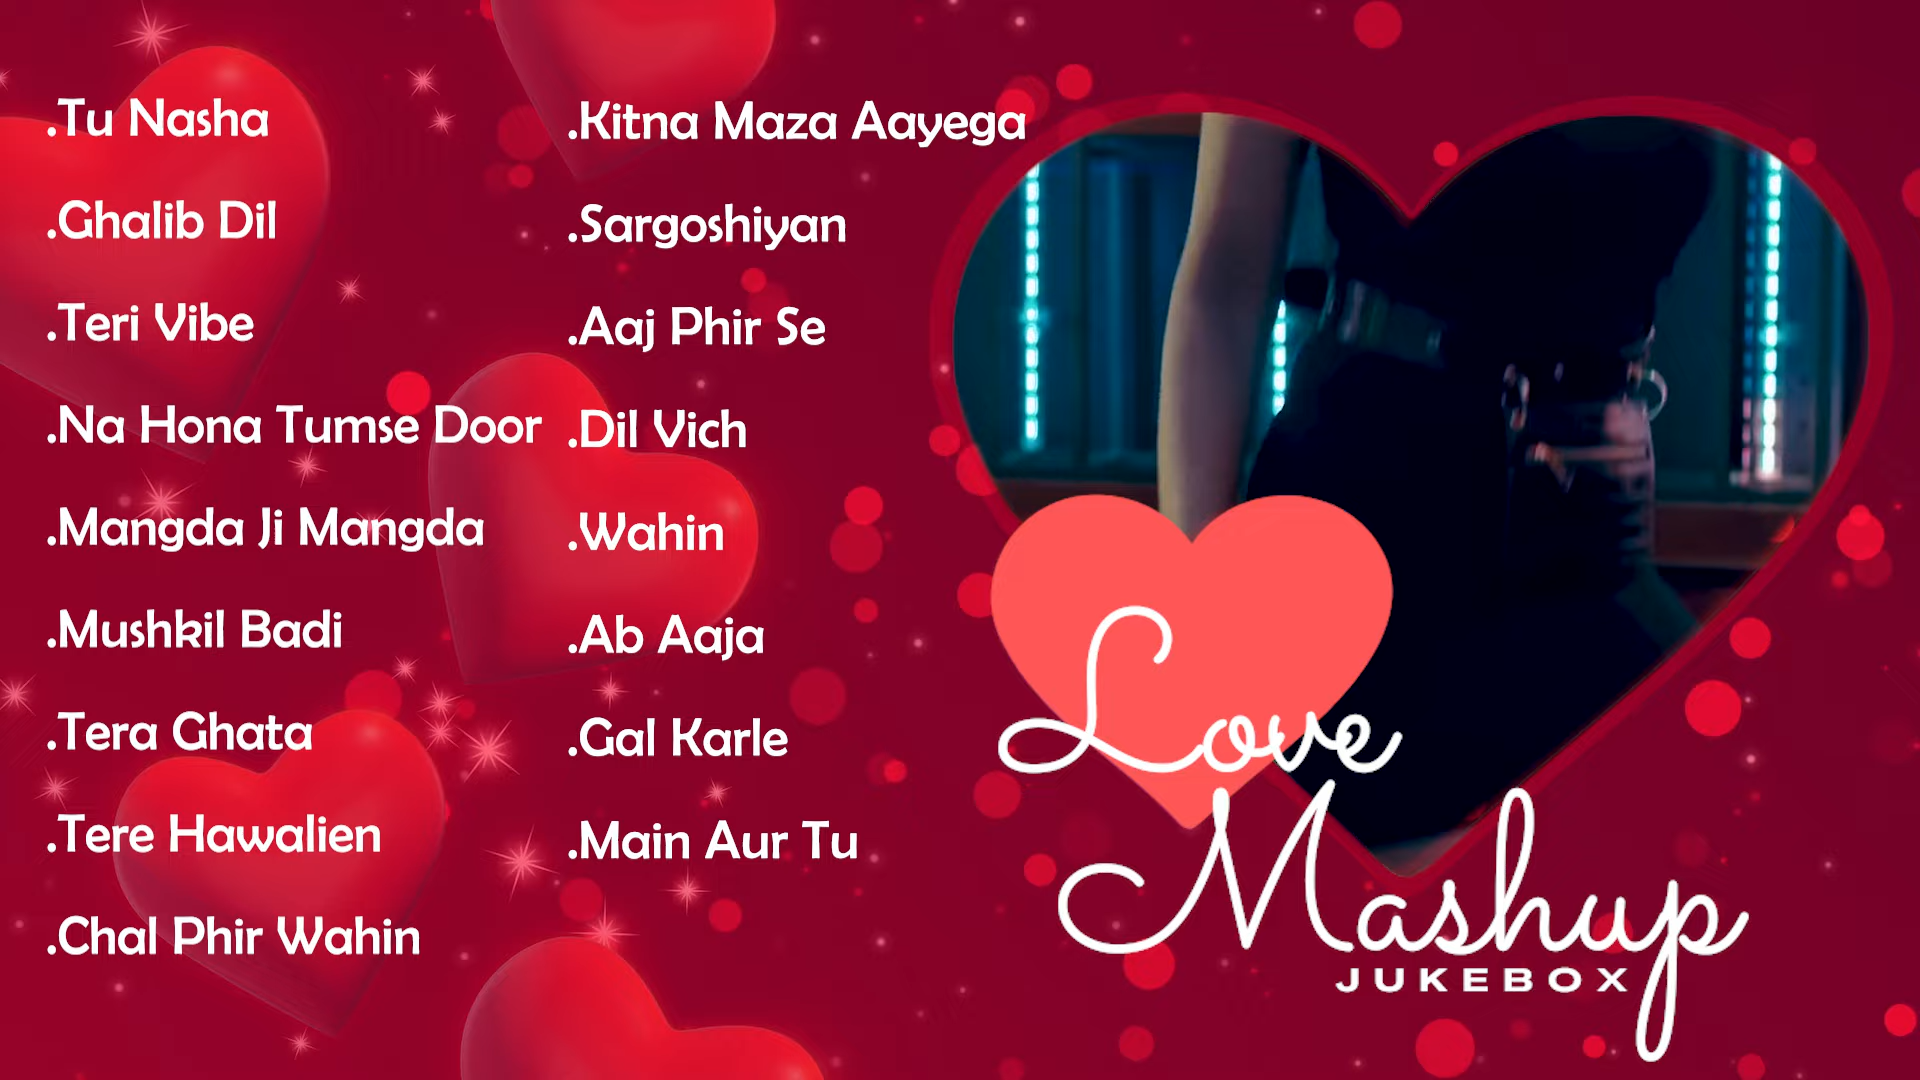 .Tu Nasha
.Ghalib Dil
.Teri Vibe
.Na Hona Tumse Door
.Mangda Ji Mangda
.Mushkil Badi
.Tera Ghata
.Tere Hawalien
.Chal Phir Wahin
.Kitna Maza Aayega
.Sargoshiyan
.Aaj Phir Se
.Dil Vich
.Wahin
.Ab Aaja
.Gal Karle
.Main Aur Tu
Love
Mashup
JUKEBOX